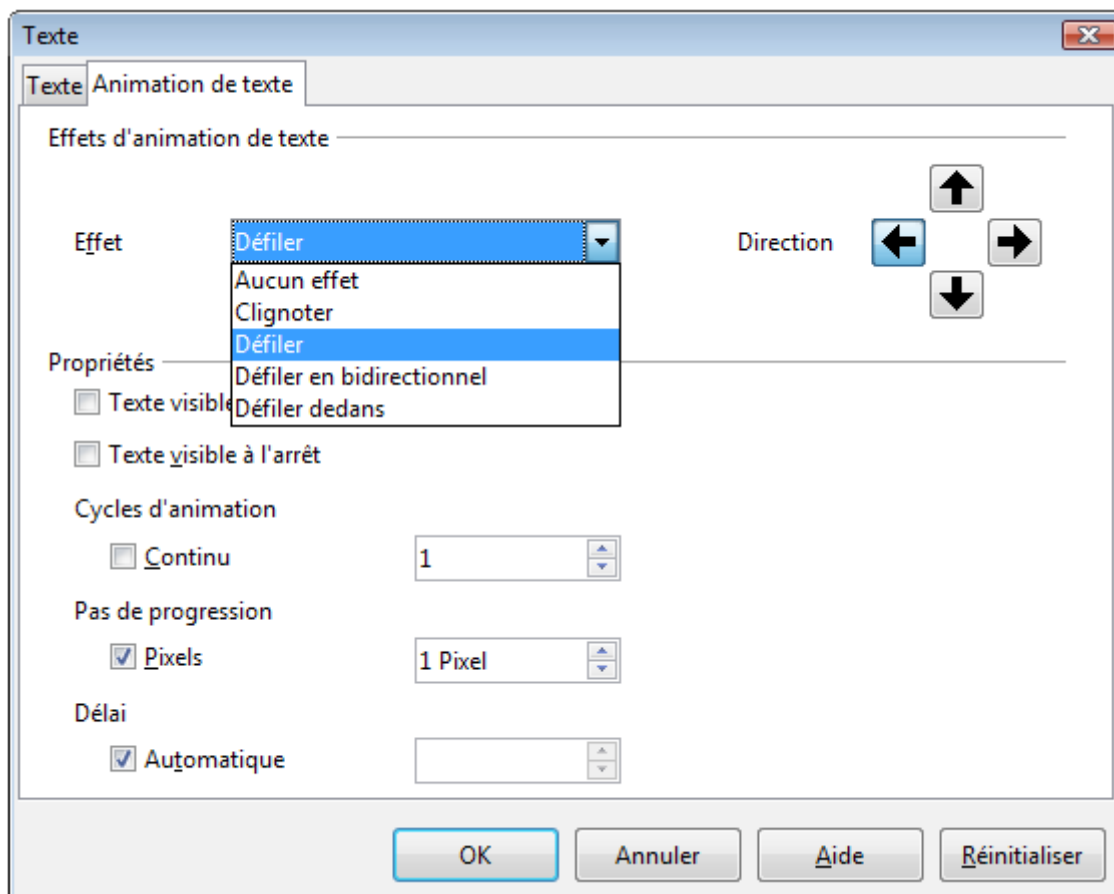 Texte
Texte Animation de texte
Effets d'animation de texte
Effet Défiler Direction
Aucun effet
Clignoter
Défiler
Défiler en bidirectionnel
Défiler dedans
Propriétés
Texte visible
Texte visible à l'arrêt
Cycles d'animation
Continu 1
Pas de progression
Pixels 1 Pixel
Délai
Automatique
OK Annuler Aide Réinitialiser